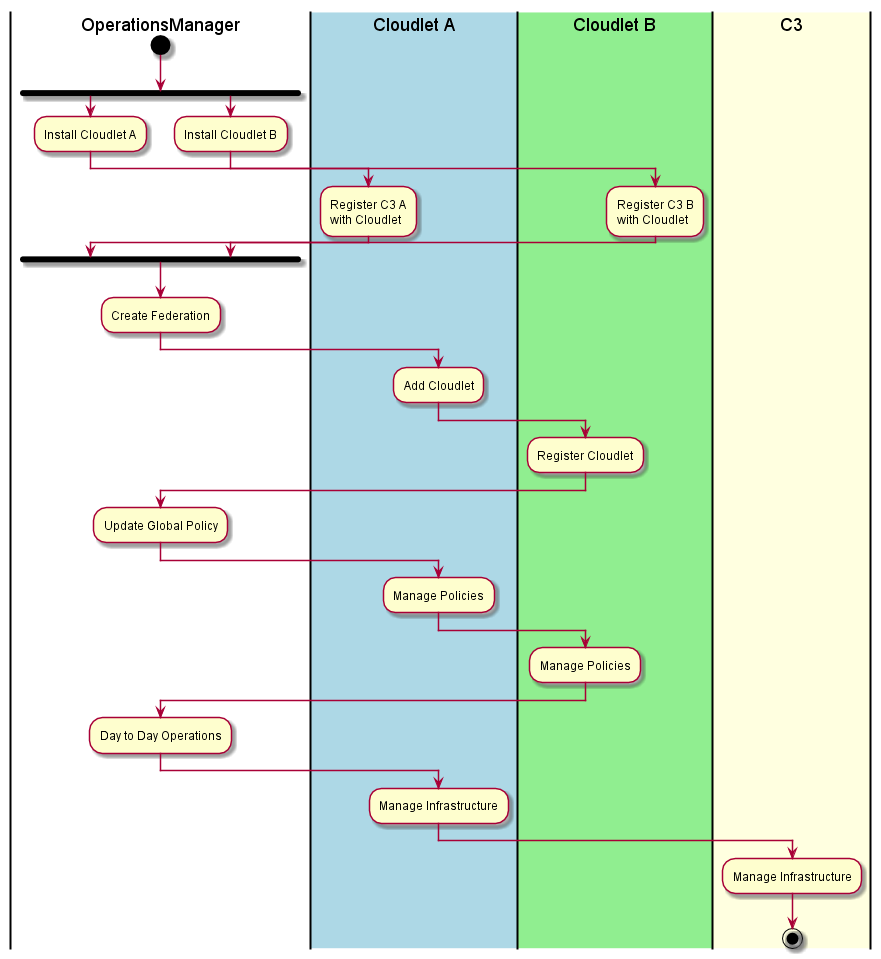 OperationsManager
Cloudlet A
Cloudlet B
C3
Install Cloudlet A
Install Cloudlet B
Register C3 A
with Cloudlet
Register C3 B
with Cloudlet
Create Federation
Add Cloudlet
Register Cloudlet
Update Global Policy
Manage Policies
Manage Policies
Day to Day Operations
Manage Infrastructure
Manage Infrastructure